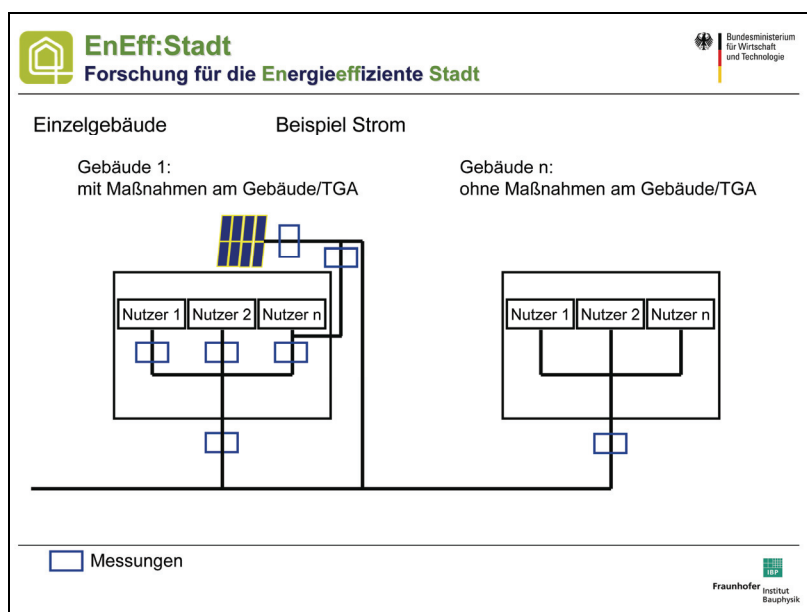 EnEff:Stadt
Forschung für die Energieeffiziente Stadt
Bundesministerium
für Wirtschaft
und Technologie
Einzelgebäude
Beispiel Strom
Gebäude 1:
mit Maßnahmen am Gebäude/TGA
Gebäude n:
ohne Maßnahmen am Gebäude/TGA
Nutzer 1
Nutzer 2
Nutzer n
Nutzer 1
Nutzer 2
Nutzer n
Messungen
IBP
Fraunhofer Institut
Bauphysik